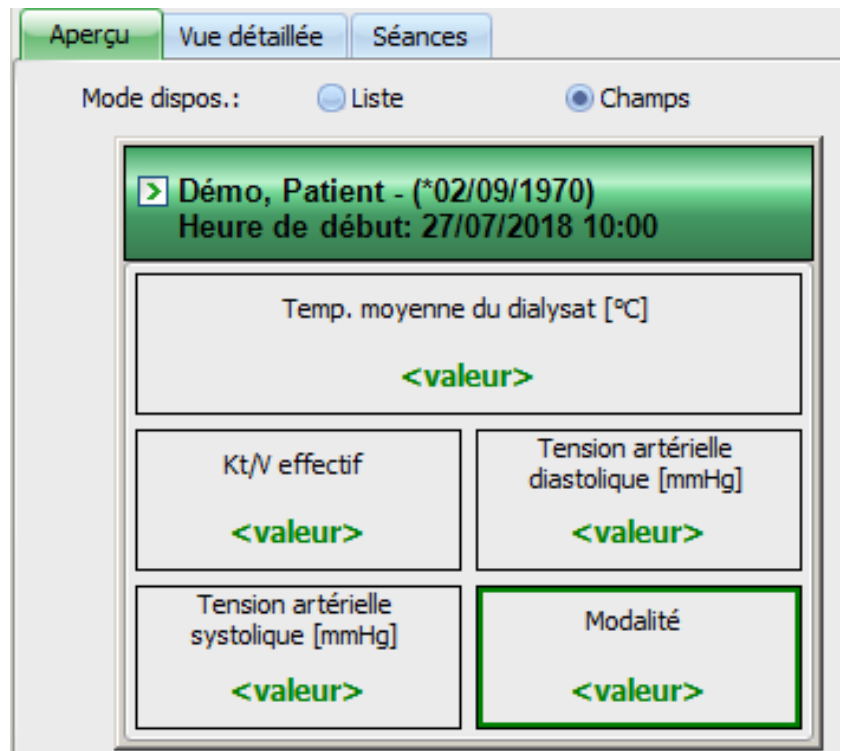 Aperçu
Vue détaillée
Séances
Mode dispos.:
Liste
Champs
Démo, Patient - (*02/09/1970)
Heure de début: 27/07/2018 10:00
Temp. moyenne du dialysat [°C]
<valeur>
Kt/V effectif
<valeur>
Tension artérielle
diastolique [mmHg]
<valeur>
Tension artérielle
systolique [mmHg]
<valeur>
Modalité
<valeur>